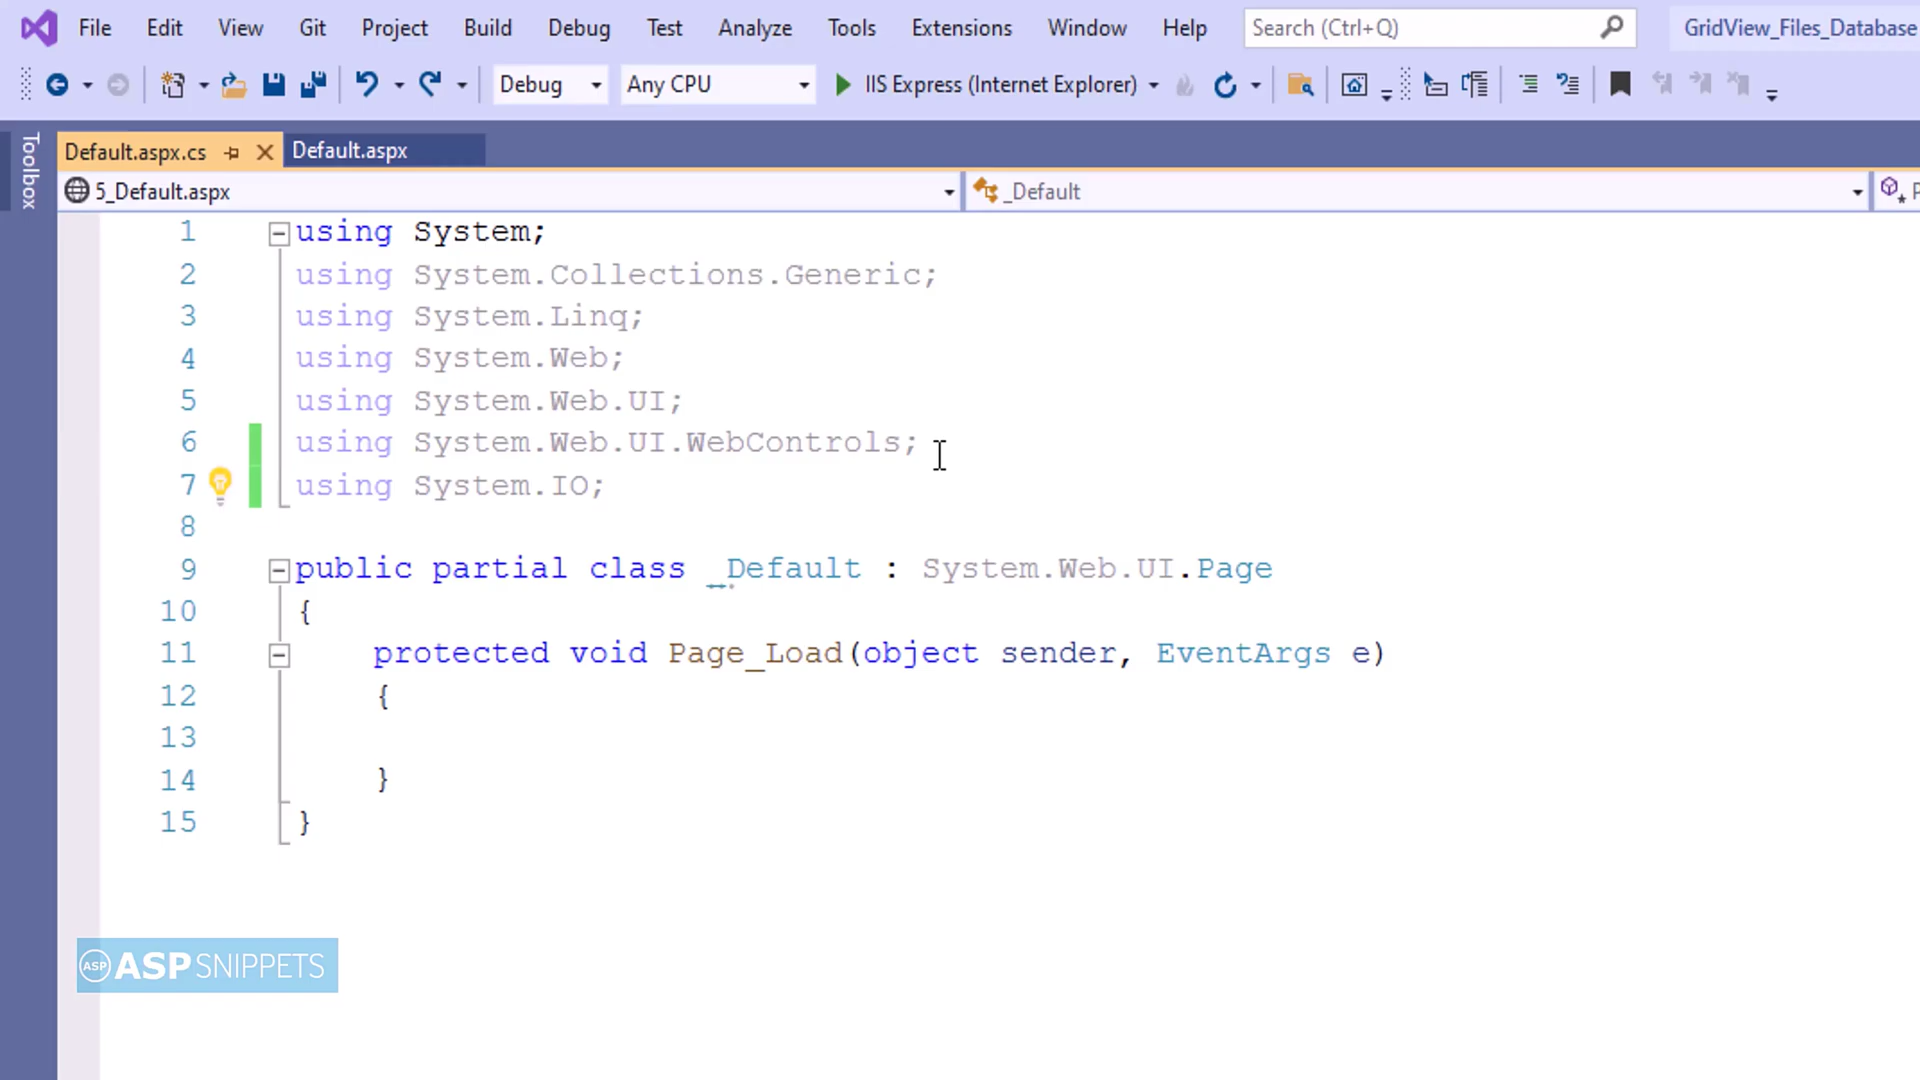 File Edit View Git Project Build Debug Test Analyze Tools Extensions Window Help Search (Ctrl+Q) GridView_Files_Database
Debug Any CPU IIS Express (Internet Explorer)
Toolbox
Default.aspx.cs Default.aspx
5_Default.aspx _Default
1 using System;
2 using System.Collections.Generic;
3 using System.Linq;
4 using System.Web;
5 using System.Web.UI;
6 using System.Web.UI.WebControls;
7 using System.IO;
8
9 public partial class _Default : System.Web.UI.Page
10 {
11 protected void Page_Load(object sender, EventArgs e)
12 {
13
14 }
15 }
ASP ASPSNIPPETS